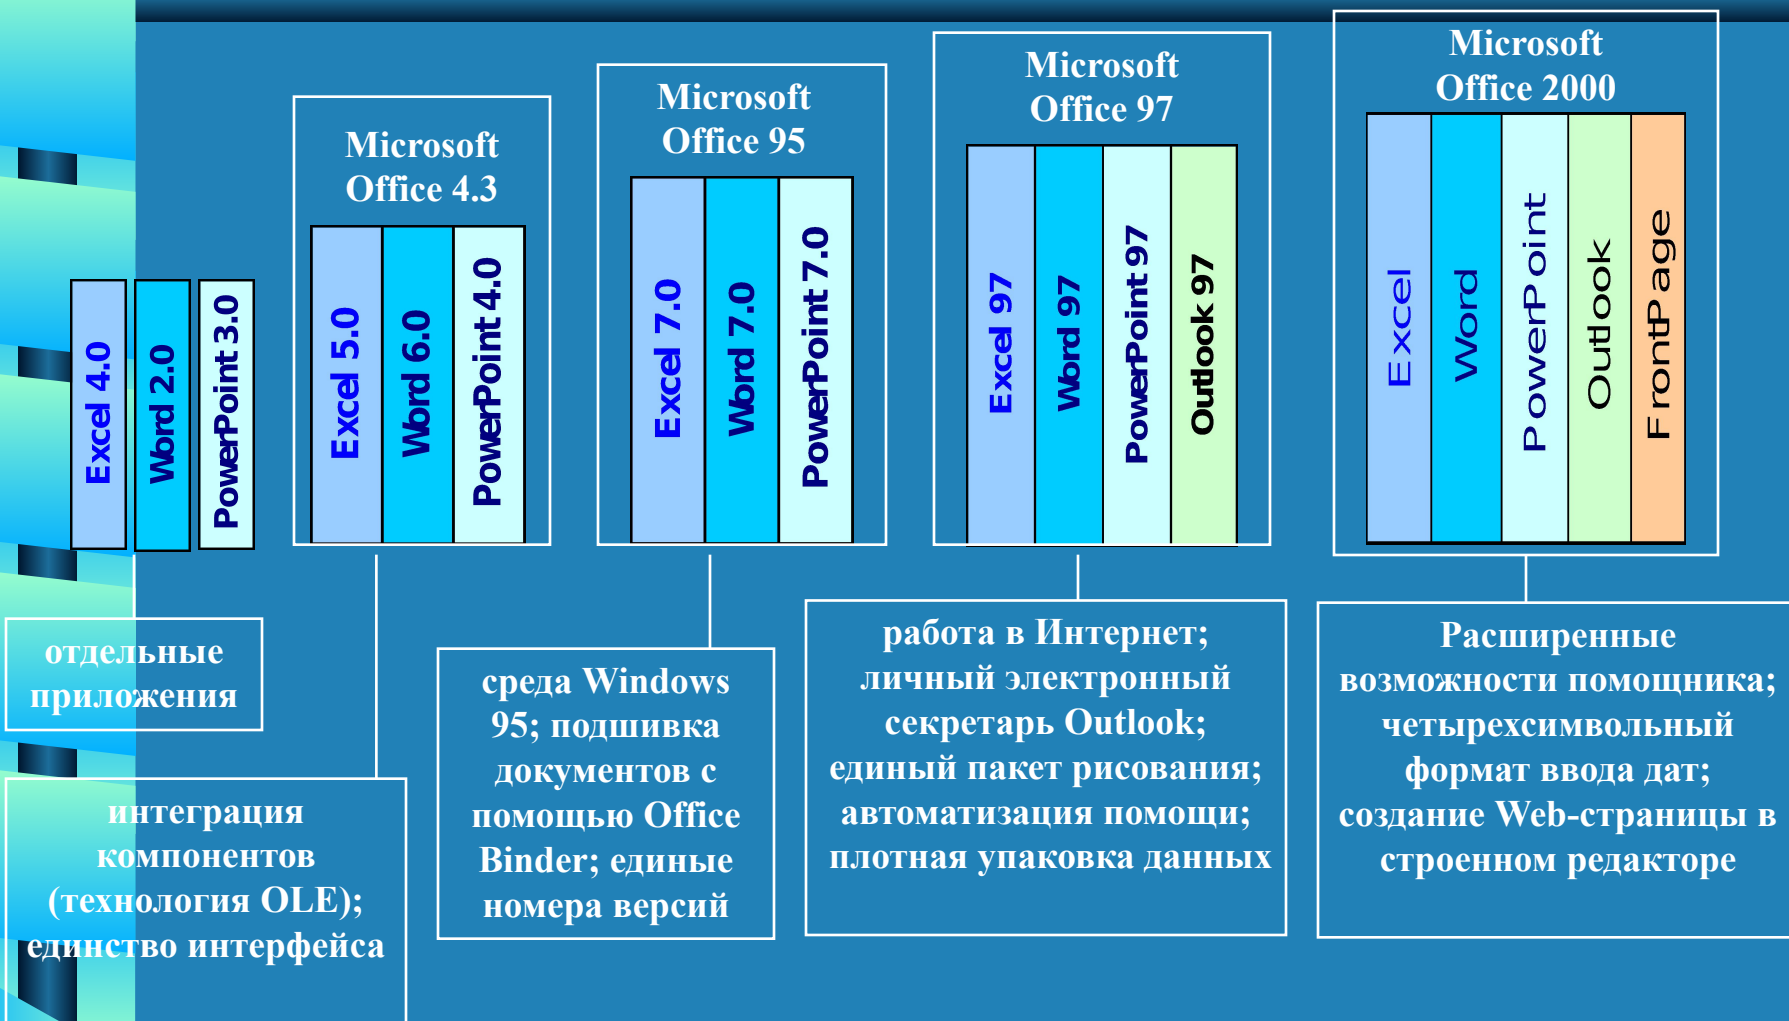 Excel 4.0
Word 2.0
PowerPoint 3.0
отдельные
приложения
Microsoft
Office 4.3
Excel 5.0
Word 6.0
PowerPoint 4.0
интеграция
компонентов
(технология OLE);
единство интерфейса
Microsoft
Office 95
Excel 7.0
Word 7.0
PowerPoint 7.0
среда Windows
95; подшивка
документов с
помощью Office
Binder; единые
номера версий
Microsoft
Office 97
Excel 97
Word 97
PowerPoint 97
Outlook 97
работа в Интернет;
личный электронный
секретарь Outlook;
единый пакет рисования;
автоматизация помощи;
плотная упаковка данных
Microsoft
Office 2000
Excel
Word
PowerPoint
Outlook
FrontPage
Расширенные
возможности помощника;
четырехсимвольный
формат ввода дат;
создание Web-страницы в
строенном редакторе